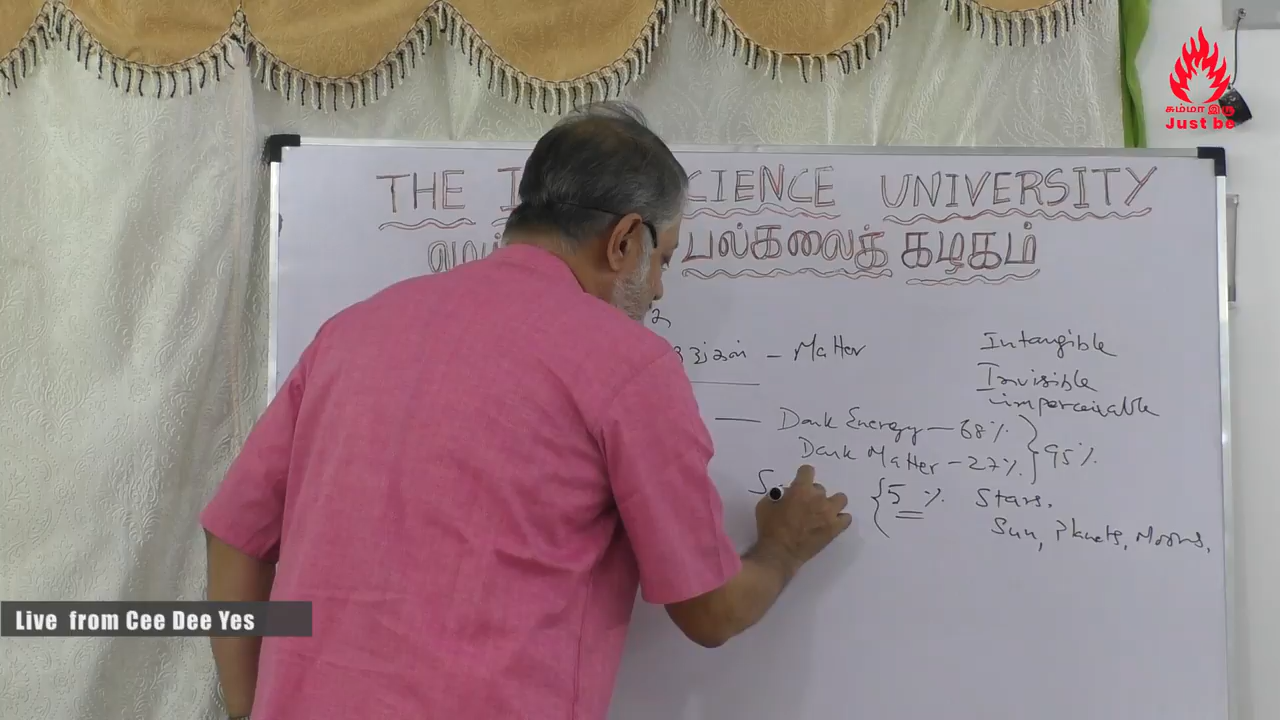 சும்மா இரு
Just be
THE I CIENCE UNIVERSITY
பல்கலைக் கழகம்
– Matter
Intangible
Invisible
imperceivable
— Dark Energy – 68% } 95%
Dark Matter – 27%
{ 5% Stars.
Sun, Planets, Moons,
Live from Cee Dee Yes